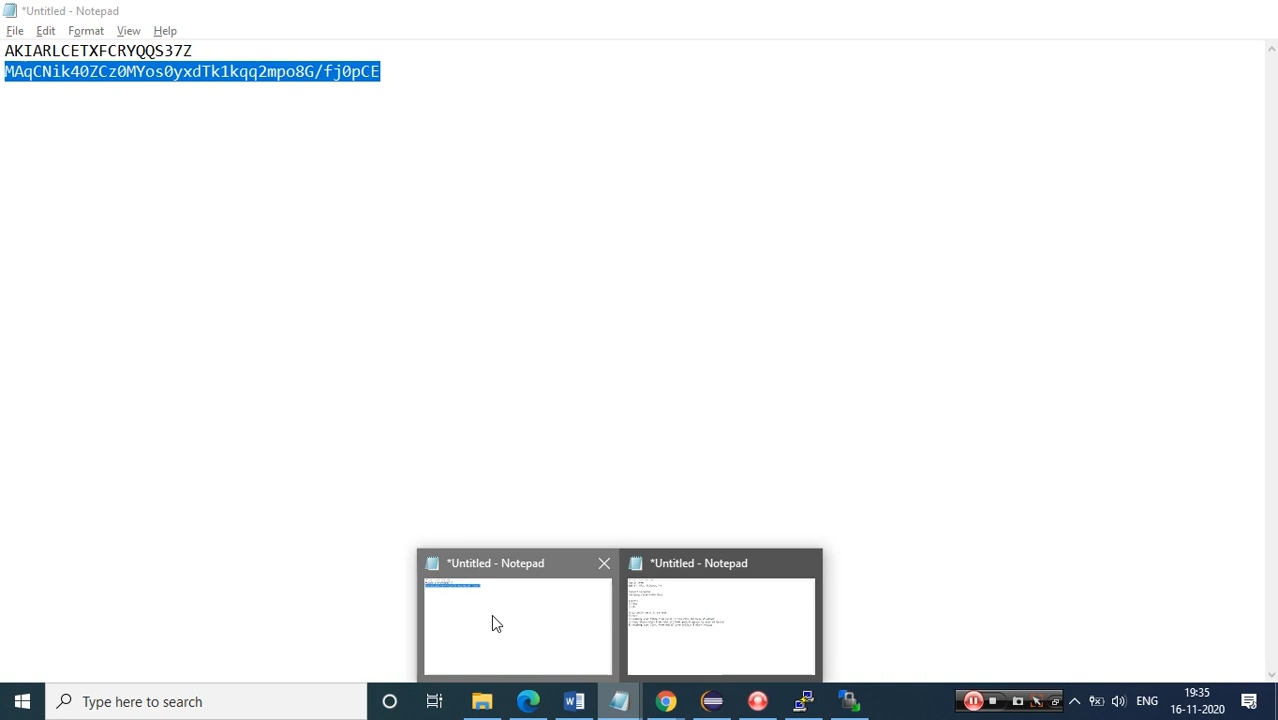 *Untitled - Notepad
File Edit Format View Help
AKIARLCETXFCRYQQS37Z
MAqCNik40ZCz0MYos0yxdTk1kqq2mpo8G/fj0pCE
*Untitled - Notepad
*Untitled - Notepad
Type here to search
ENG
19:35
16-11-2020